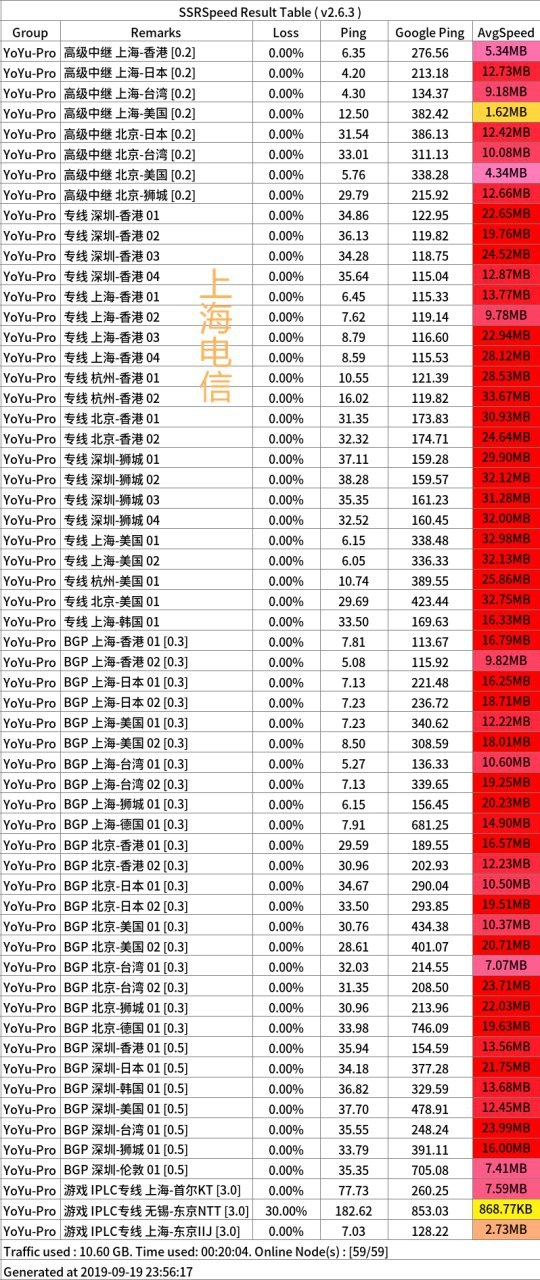 SSRSpeed Result Table ( v2.6.3 )
Group Remarks Loss Ping Google Ping AvgSpeed
YoYu-Pro 高级中继 上海-香港 [0.2] 0.00% 6.35 276.56 5.34MB
YoYu-Pro 高级中继 上海-日本 [0.2] 0.00% 4.20 213.18 12.73MB
YoYu-Pro 高级中继 上海-台湾 [0.2] 0.00% 4.30 134.37 9.18MB
YoYu-Pro 高级中继 上海-美国 [0.2] 0.00% 12.50 382.42 1.62MB
YoYu-Pro 高级中继 北京-日本 [0.2] 0.00% 31.54 386.13 12.42MB
YoYu-Pro 高级中继 北京-台湾 [0.2] 0.00% 33.01 311.13 10.08MB
YoYu-Pro 高级中继 北京-美国 [0.2] 0.00% 5.76 338.28 4.34MB
YoYu-Pro 高级中继 北京-狮城 [0.2] 0.00% 29.79 215.92 12.66MB
YoYu-Pro 专线 深圳-香港 01 0.00% 34.86 122.95 22.65MB
YoYu-Pro 专线 深圳-香港 02 0.00% 36.13 119.82 19.76MB
YoYu-Pro 专线 深圳-香港 03 0.00% 34.28 118.75 24.52MB
YoYu-Pro 专线 深圳-香港 04 0.00% 35.64 115.04 12.87MB
YoYu-Pro 专线 上海-香港 01 0.00% 6.45 115.33 13.77MB
YoYu-Pro 专线 上海-香港 02 0.00% 7.62 119.14 9.78MB
YoYu-Pro 专线 上海-香港 03 0.00% 8.79 116.60 22.94MB
YoYu-Pro 专线 上海-香港 04 0.00% 8.59 115.53 28.12MB
YoYu-Pro 专线 杭州-香港 01 0.00% 10.55 121.39 28.53MB
YoYu-Pro 专线 杭州-香港 02 0.00% 16.02 119.82 33.67MB
YoYu-Pro 专线 北京-香港 01 0.00% 31.35 173.83 30.93MB
YoYu-Pro 专线 北京-香港 02 0.00% 32.32 174.71 24.64MB
YoYu-Pro 专线 深圳-狮城 01 0.00% 37.11 159.28 29.90MB
YoYu-Pro 专线 深圳-狮城 02 0.00% 38.28 159.57 32.12MB
YoYu-Pro 专线 深圳-狮城 03 0.00% 35.35 161.23 31.28MB
YoYu-Pro 专线 深圳-狮城 04 0.00% 32.52 160.45 32.00MB
YoYu-Pro 专线 上海-美国 01 0.00% 6.15 338.48 32.98MB
YoYu-Pro 专线 上海-美国 02 0.00% 6.05 336.33 32.13MB
YoYu-Pro 专线 杭州-美国 01 0.00% 10.74 389.55 25.86MB
YoYu-Pro 专线 北京-美国 01 0.00% 29.69 423.44 32.75MB
YoYu-Pro 专线 上海-韩国 01 0.00% 33.50 169.63 16.33MB
YoYu-Pro BGP 上海-香港 01 [0.3] 0.00% 7.81 113.67 16.79MB
YoYu-Pro BGP 上海-香港 02 [0.3] 0.00% 5.08 115.92 9.82MB
YoYu-Pro BGP 上海-日本 01 [0.3] 0.00% 7.13 221.48 16.25MB
YoYu-Pro BGP 上海-日本 02 [0.3] 0.00% 7.23 236.72 18.71MB
YoYu-Pro BGP 上海-美国 01 [0.3] 0.00% 7.23 340.62 12.22MB
YoYu-Pro BGP 上海-美国 02 [0.3] 0.00% 8.50 308.59 18.01MB
YoYu-Pro BGP 上海-台湾 01 [0.3] 0.00% 5.27 136.33 10.60MB
YoYu-Pro BGP 上海-台湾 02 [0.3] 0.00% 7.13 339.65 19.25MB
YoYu-Pro BGP 上海-狮城 01 [0.3] 0.00% 6.15 156.45 20.23MB
YoYu-Pro BGP 上海-德国 01 [0.3] 0.00% 7.91 681.25 14.90MB
YoYu-Pro BGP 北京-香港 01 [0.3] 0.00% 29.59 189.55 16.57MB
YoYu-Pro BGP 北京-香港 02 [0.3] 0.00% 30.96 202.93 12.23MB
YoYu-Pro BGP 北京-日本 01 [0.3] 0.00% 34.67 290.04 10.50MB
YoYu-Pro BGP 北京-日本 02 [0.3] 0.00% 33.50 293.85 19.51MB
YoYu-Pro BGP 北京-美国 01 [0.3] 0.00% 30.76 434.38 10.37MB
YoYu-Pro BGP 北京-美国 02 [0.3] 0.00% 28.61 401.07 20.71MB
YoYu-Pro BGP 北京-台湾 01 [0.3] 0.00% 32.03 214.55 7.07MB
YoYu-Pro BGP 北京-台湾 02 [0.3] 0.00% 31.35 208.50 23.71MB
YoYu-Pro BGP 北京-狮城 01 [0.3] 0.00% 30.96 213.96 22.03MB
YoYu-Pro BGP 北京-德国 01 [0.3] 0.00% 33.98 746.09 19.63MB
YoYu-Pro BGP 深圳-香港 01 [0.5] 0.00% 35.94 154.59 13.56MB
YoYu-Pro BGP 深圳-日本 01 [0.5] 0.00% 34.18 377.28 21.75MB
YoYu-Pro BGP 深圳-韩国 01 [0.5] 0.00% 36.82 329.59 13.68MB
YoYu-Pro BGP 深圳-美国 01 [0.5] 0.00% 37.70 478.91 12.45MB
YoYu-Pro BGP 深圳-台湾 01 [0.5] 0.00% 35.55 248.24 23.99MB
YoYu-Pro BGP 深圳-狮城 01 [0.5] 0.00% 33.79 391.11 16.00MB
YoYu-Pro BGP 深圳-伦敦 01 [0.5] 0.00% 35.35 705.08 7.41MB
YoYu-Pro 游戏 IPLC专线 上海-首尔KT [3.0] 0.00% 77.73 260.25 7.59MB
YoYu-Pro 游戏 IPLC专线 无锡-东京NTT [3.0] 30.00% 182.62 853.03 868.77KB
YoYu-Pro 游戏 IPLC专线 上海-东京IIJ [3.0] 0.00% 7.03 128.22 2.73MB
Traffic used : 10.60 GB. Time used: 00:20:04. Online Node(s) : [59/59]
Generated at 2019-09-19 23:56:17
上海电信